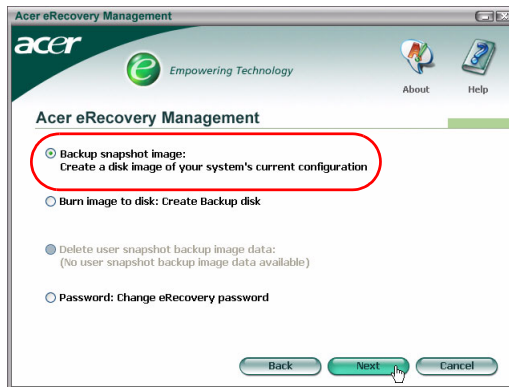 Acer eRecovery Management
acer
e
Empowering Technology
About
Help
Acer eRecovery Management
Backup snapshot image:
Create a disk image of your system's current configuration
Burn image to disk: Create Backup disk
Delete user snapshot backup image data:
(No user snapshot backup image data available)
Password: Change eRecovery password
Back
Next
Cancel